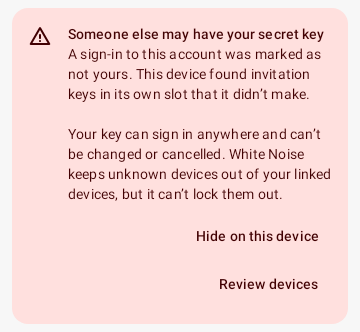 Someone else may have your secret key
A sign-in to this account was marked as
not yours. This device found invitation
keys in its own slot that it didn’t make.
Your key can sign in anywhere and can’t
be changed or cancelled. White Noise
keeps unknown devices out of your linked
devices, but it can’t lock them out.
Hide on this device
Review devices